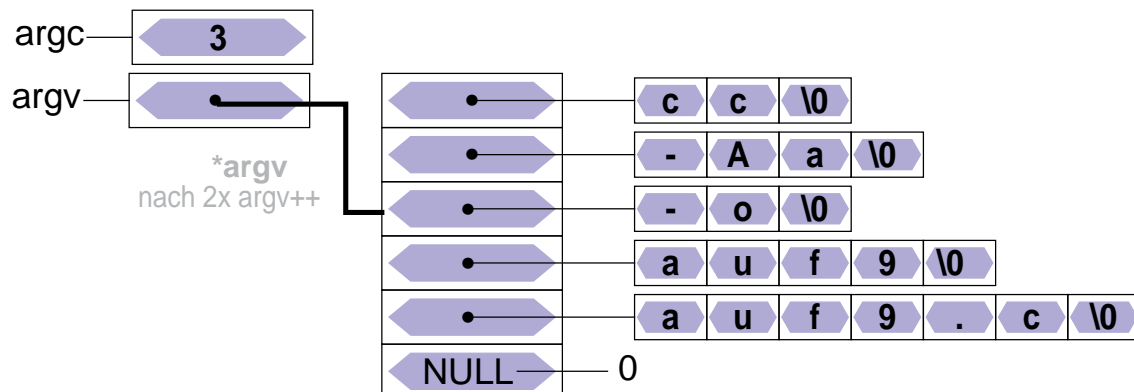 argc 3
argv
c c \0
- A a \0
*argv
nach 2x argv++
- o \0
a u f 9 \0
a u f 9 . c \0
NULL 0